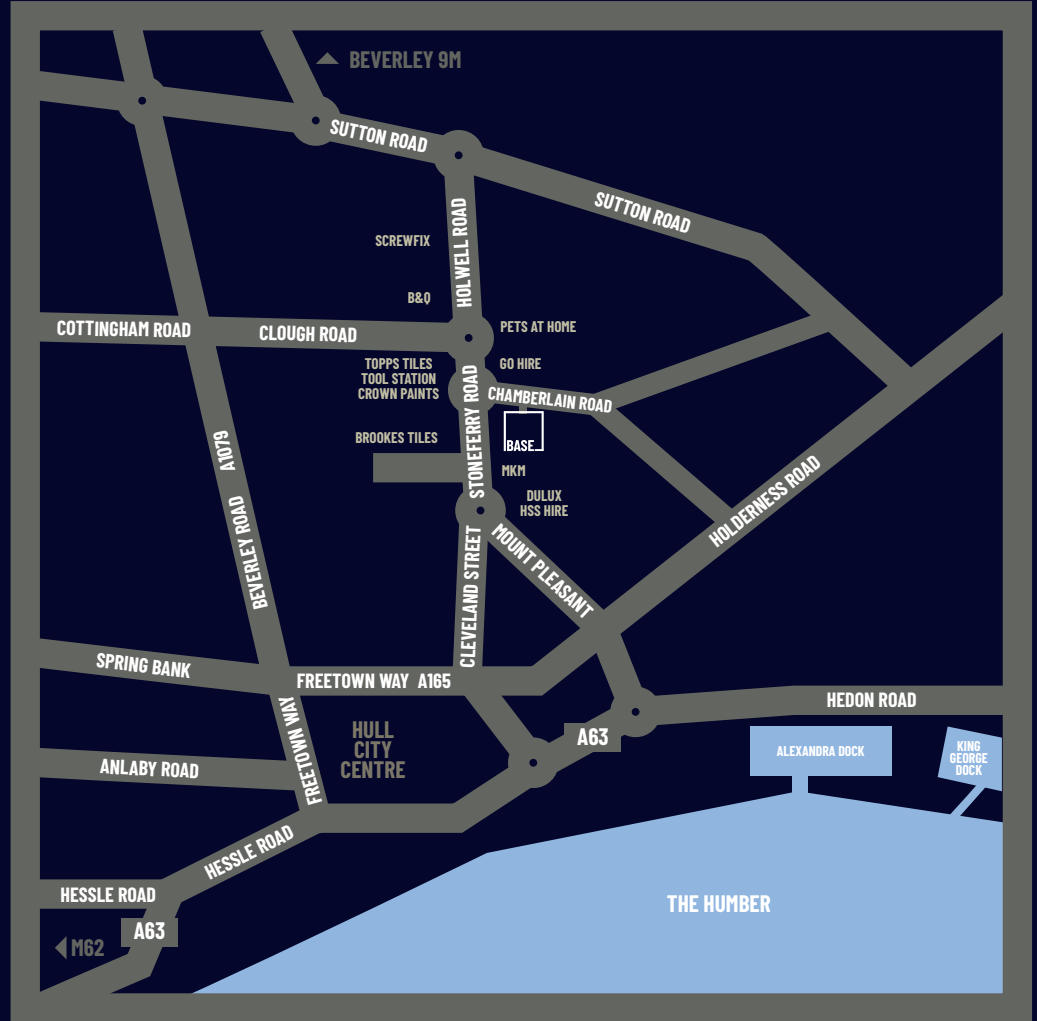 BEVERLEY 9M
SUTTON ROAD
SUTTON ROAD
HOLWELL ROAD
SCREWFIX
B&Q
COTTINGHAM ROAD
CLOUGH ROAD
PETS AT HOME
TOPPS TILES
TOOL STATION
CROWN PAINTS
GO HIRE
CHAMBERLAIN ROAD
STONEFERRY ROAD
BROOKES TILES
BASE
MKM
DULUX
HSS HIRE
BEVERLEY ROAD A1079
HOLDERNESS ROAD
MOUNT PLEASANT
CLEVELAND STREET
SPRING BANK
FREETOWN WAY A165
FREETOWN WAY
HULL
CITY
CENTRE
A63
HEDON ROAD
ALEXANDRA DOCK
KING
GEORGE
DOCK
ANLABY ROAD
HESSLE ROAD
HESSLE ROAD
A63
M62
THE HUMBER